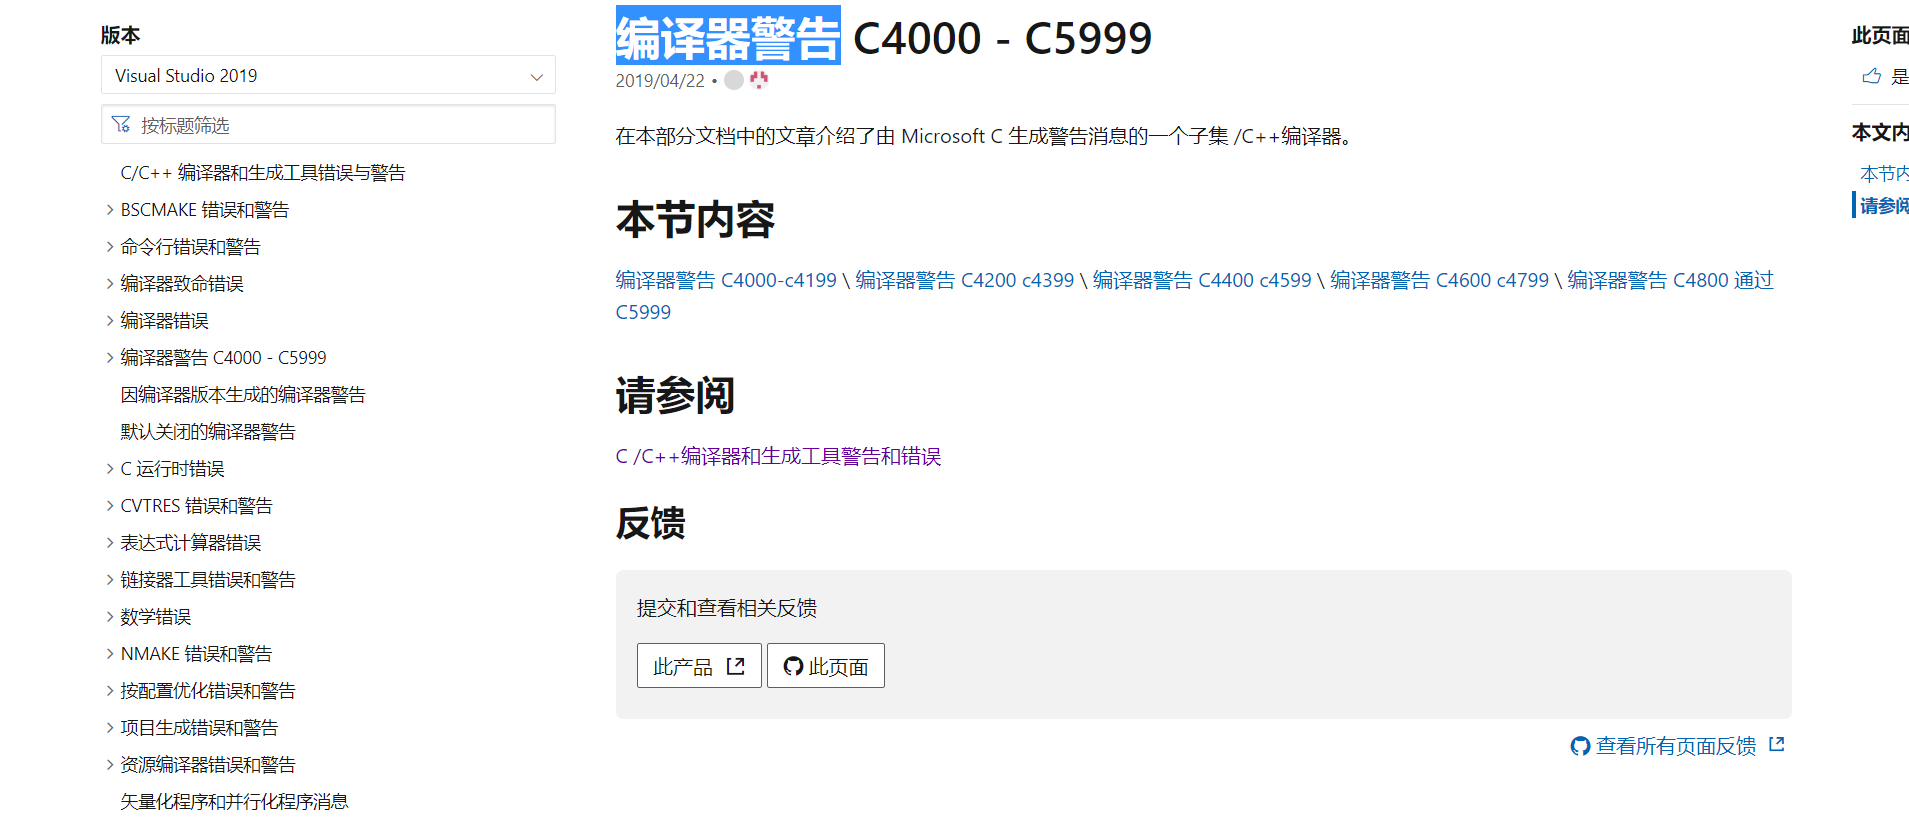 版本
Visual Studio 2019
按标题筛选
C/C++ 编译器和生成工具错误与警告
BSCMAKE 错误和警告
命令行错误和警告
编译器致命错误
编译器错误
编译器警告 C4000 - C5999
因编译器版本生成的编译器警告
默认关闭的编译器警告
C 运行时错误
CVTRES 错误和警告
表达式计算器错误
链接器工具错误和警告
数学错误
NMAKE 错误和警告
按配置优化错误和警告
项目生成错误和警告
资源编译器错误和警告
矢量化程序和并行化程序消息
编译器警告 C4000 - C5999
2019/04/22 •
在本部分文档中的文章介绍了由 Microsoft C 生成警告消息的一个子集 /C++编译器。
本节内容
编译器警告 C4000-c4199 \ 编译器警告 C4200 c4399 \ 编译器警告 C4400 c4599 \ 编译器警告 C4600 c4799 \ 编译器警告 C4800 通过
C5999
请参阅
C /C++编译器和生成工具警告和错误
反馈
提交和查看相关反馈
此产品 此页面
查看所有页面反馈
此页面
是
本文内
本节内
请参阅